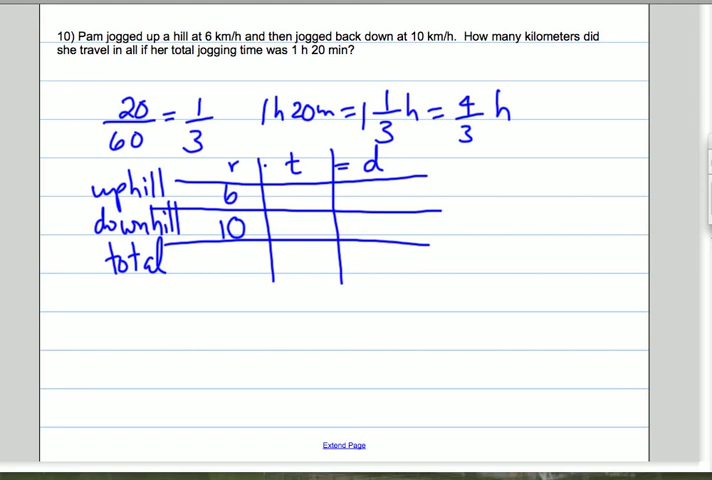 10) Pam jogged up a hill at 6 km/h and then jogged back down at 10 km/h. How many kilometers did
she travel in all if her total jogging time was 1 h 20 min?
20/60 = 1/3 1h 20m = 1 1/3 h = 4/3 h
r · t = d
uphill 6
downhill 10
total
Extend Page